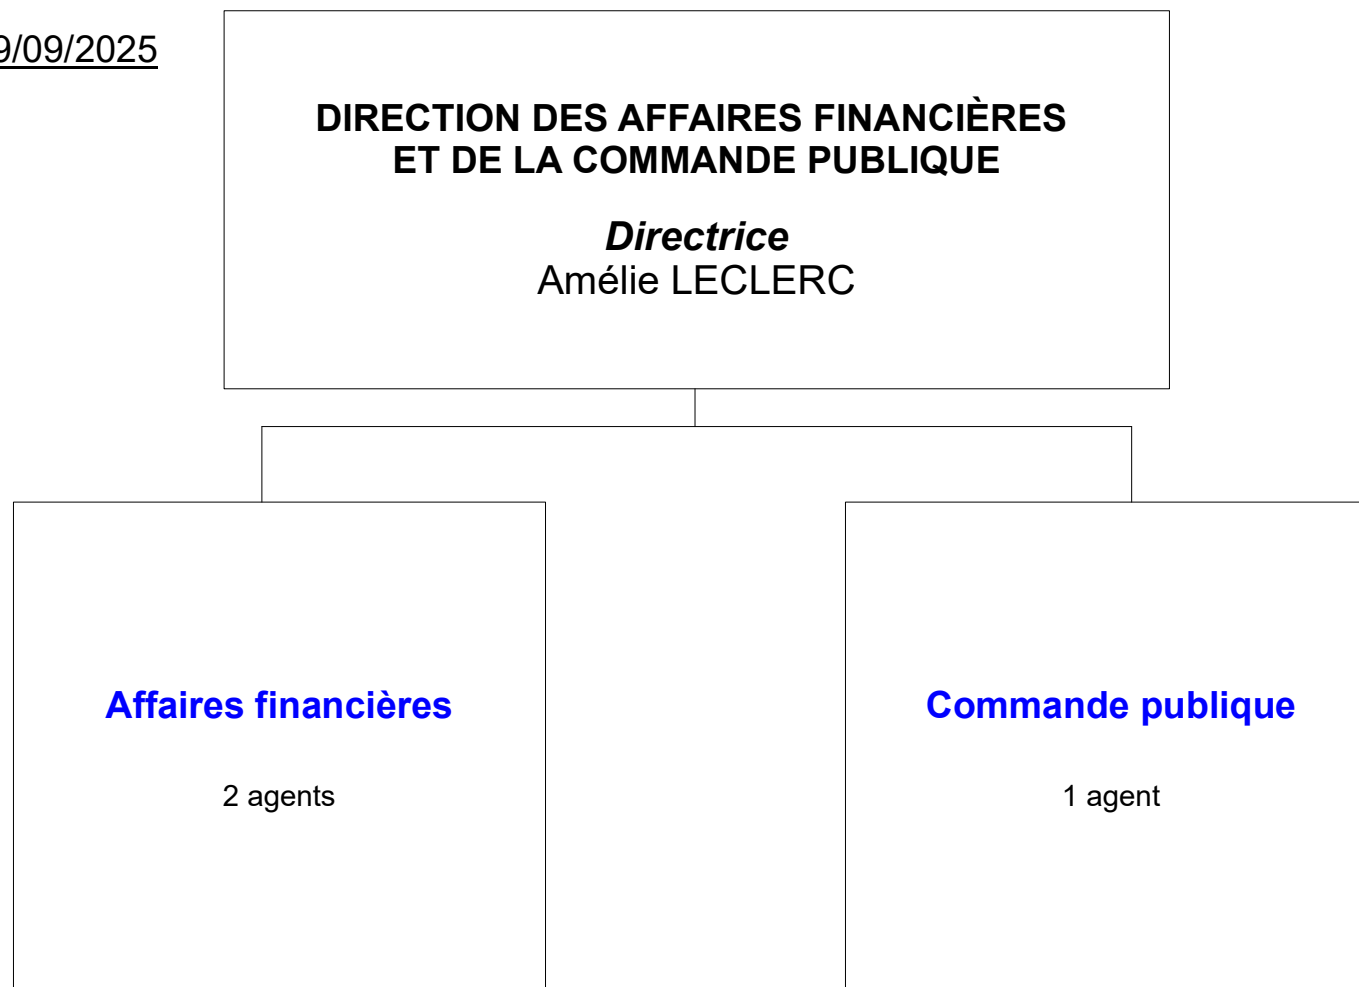 9/09/2025
DIRECTION DES AFFAIRES FINANCIÈRES
ET DE LA COMMANDE PUBLIQUE
Directrice
Amélie LECLERC
Affaires financières
Commande publique
2 agents
1 agent